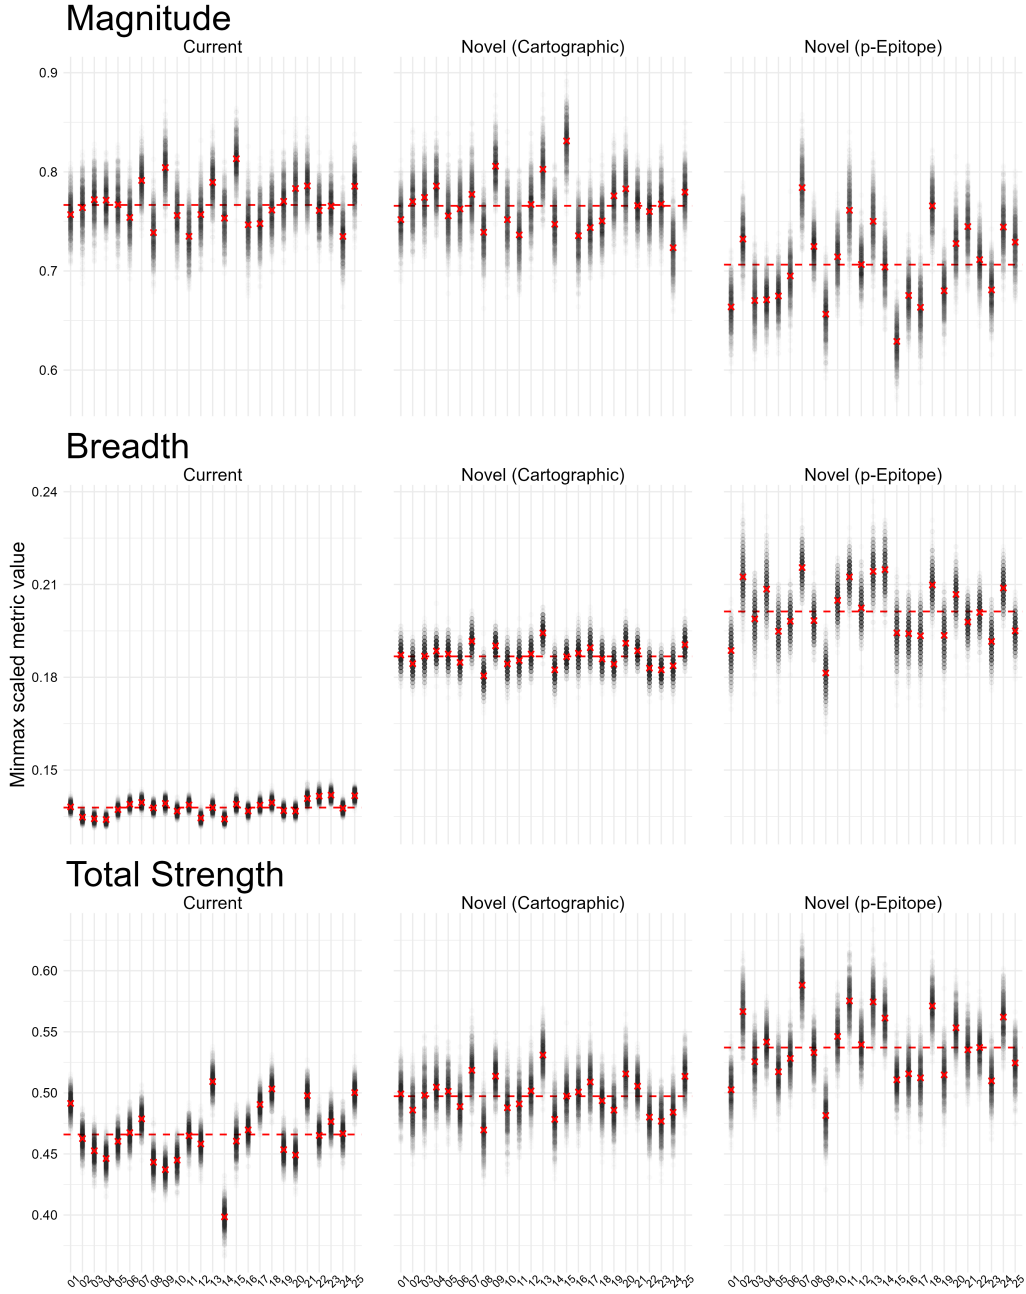 Magnitude
Current Novel (Cartographic) Novel (p-Epitope)
0.9
0.8
0.7
0.6
Breadth
Current Novel (Cartographic) Novel (p-Epitope)
0.24
0.21
0.18
0.15
Minmax scaled metric value
Total Strength
Current Novel (Cartographic) Novel (p-Epitope)
0.60
0.55
0.50
0.45
0.40
01 02 03 04 05 06 07 08 09 10 11 12 13 14 15 16 17 18 19 20 21 22 23 24 25 01 02 03 04 05 06 07 08 09 10 11 12 13 14 15 16 17 18 19 20 21 22 23 24 25 01 02 03 04 05 06 07 08 09 10 11 12 13 14 15 16 17 18 19 20 21 22 23 24 25